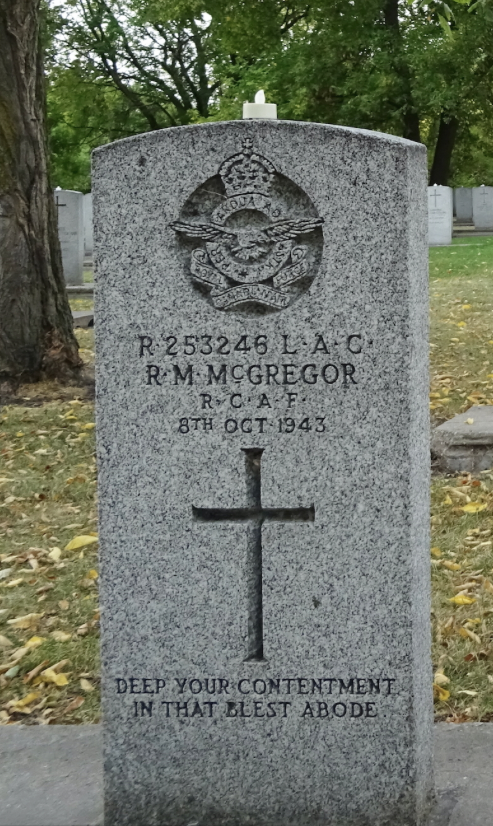 R·253246 L·A·C·
R·M·McGREGOR
R·C·A·F·
8TH OCT·1943
DEEP YOUR CONTENTMENT
IN THAT BLEST ABODE